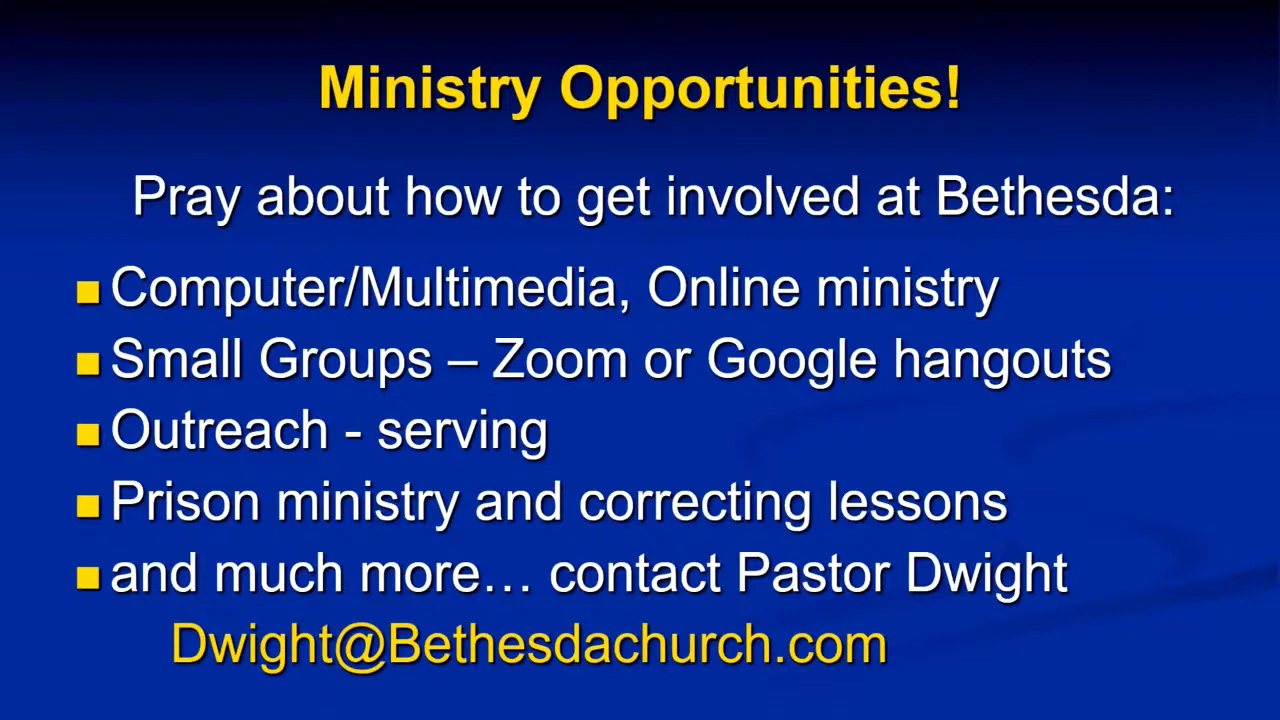 Ministry Opportunities!
Pray about how to get involved at Bethesda:
Computer/Multimedia, Online ministry
Small Groups – Zoom or Google hangouts
Outreach - serving
Prison ministry and correcting lessons
and much more… contact Pastor Dwight
Dwight@Bethesdachurch.com